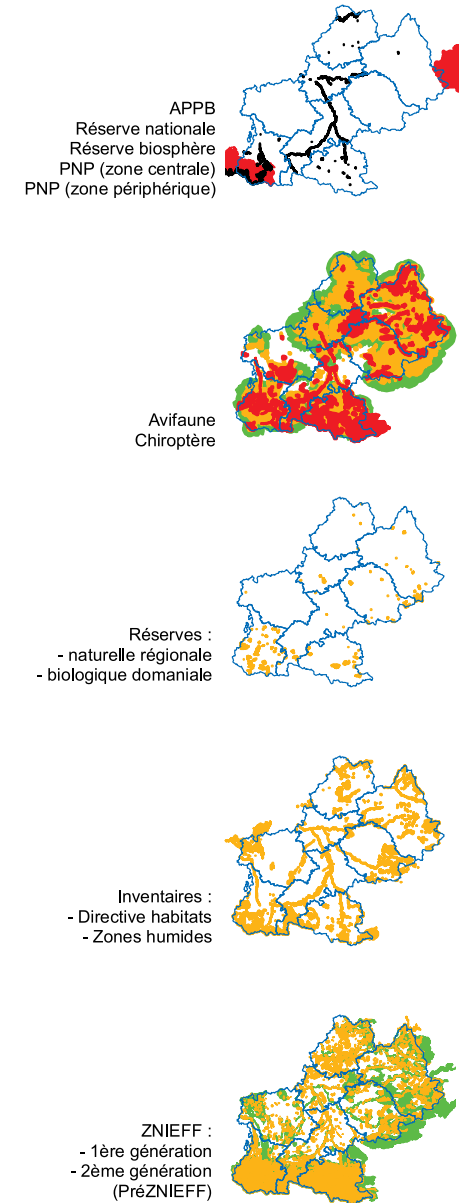 APPB
Réserve nationale
Réserve biosphère
PNP (zone centrale)
PNP (zone périphérique)
Avifaune
Chiroptère
Réserves :
- naturelle régionale
- biologique domaniale
Inventaires :
- Directive habitats
- Zones humides
ZNIEFF :
- 1ère génération
- 2ème génération
(PréZNIEFF)